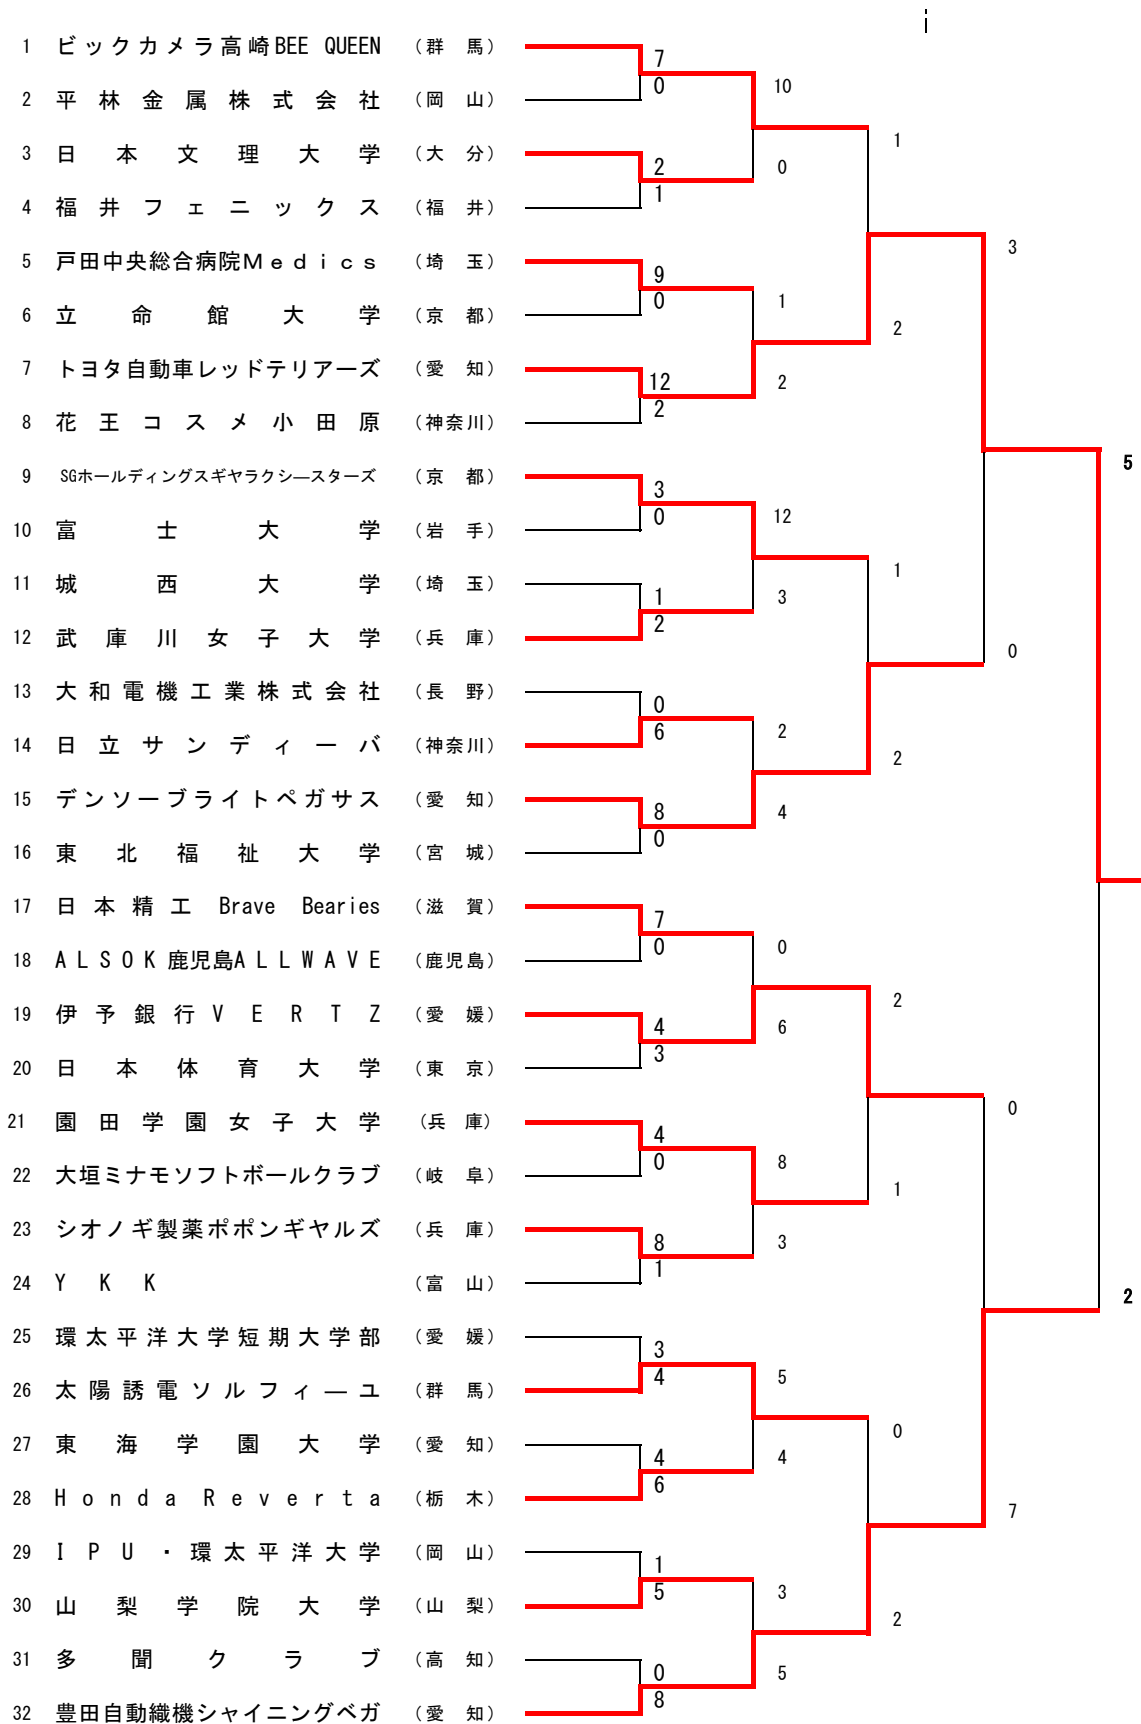 1 ビックカメラ高崎BEE QUEEN （群 馬）
7
0
10
2 平林金属株式会社 （岡 山）
1
3 日本文理大学 （大 分）
2
1
0
4 福井フェニックス （福 井）
3
5 戸田中央総合病院Ｍｅｄｉｃｓ （埼 玉）
9
0
1
6 立命館大学 （京 都）
2
7 トヨタ自動車レッドテリアーズ （愛 知）
12
2
2
8 花王コスメ小田原 （神奈川）
5
9 SGホールディングスギヤラクシ―スターズ （京 都）
3
0
12
10 富士大学 （岩 手）
1
11 城西大学 （埼 玉）
1
2
3
12 武庫川女子大学 （兵 庫）
0
13 大和電機工業株式会社 （長 野）
0
6
2
14 日立サンディーバ （神奈川）
2
15 デンソーブライトペガサス （愛 知）
8
0
4
16 東北福祉大学 （宮 城）
17 日本精工 Brave Bearies （滋 賀）
7
0
0
18 ＡＬＳＯＫ鹿児島ＡＬＬＷＡＶＥ （鹿児島）
2
19 伊予銀行ＶＥＲＴＺ （愛 媛）
4
3
6
20 日本体育大学 （東 京）
0
21 園田学園女子大学 （兵 庫）
4
0
8
22 大垣ミナモソフトボールクラブ （岐 阜）
1
23 シオノギ製薬ポポンギヤルズ （兵 庫）
8
1
3
24 ＹＫＫ （富 山）
2
25 環太平洋大学短期大学部 （愛 媛）
3
4
5
26 太陽誘電ソルフィ―ユ （群 馬）
0
27 東海学園大学 （愛 知）
4
6
4
28 Ｈｏｎｄａ Ｒｅｖｅｒｔａ （栃 木）
7
29 ＩＰＵ・環太平洋大学 （岡 山）
1
5
3
30 山梨学院大学 （山 梨）
2
31 多聞クラブ （高 知）
0
8
5
32 豊田自動織機シャイニングベガ （愛 知）